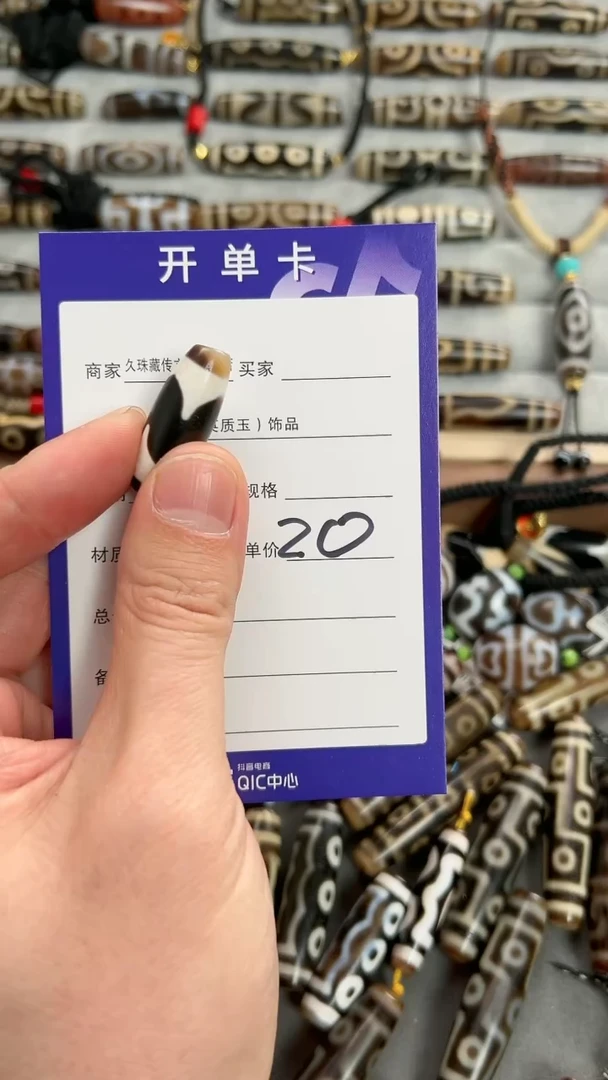 开单卡
商家 久珠藏传 买家
质玉）饰品
规格
材质 单价 20
总
备
抖音电商
QIC中心